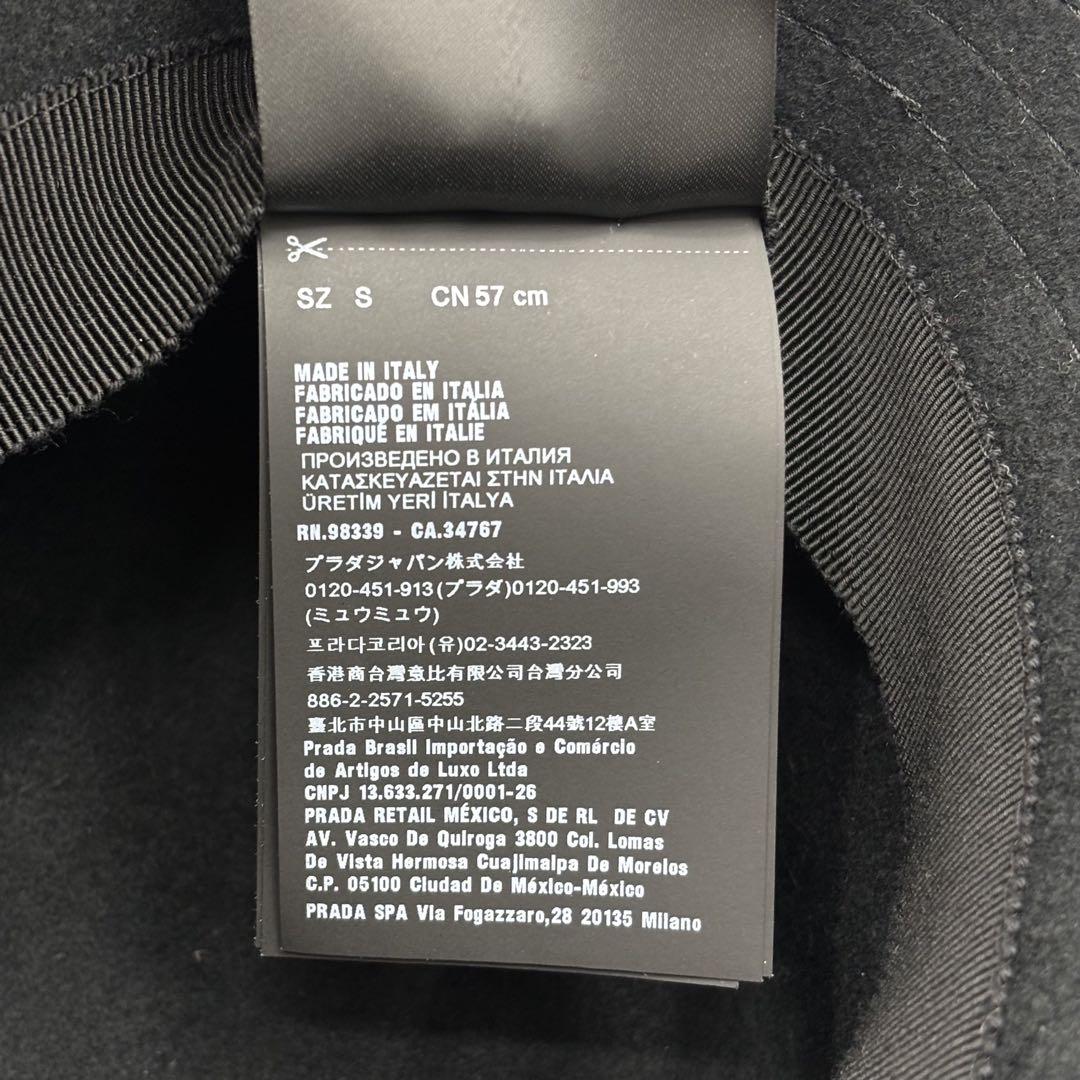 SZ S CN 57 cm
MADE IN ITALY
FABRICADO EN ITALIA
FABRICADO EM ITÁLIA
FABRIQUÉ EN ITALIE
ПРОИЗВЕДЕНО В ИТАЛИЯ
ΚΑΤΑΣΚΕΥΑΖΕΤΑΙ ΣΤΗΝ ΙΤΑΛΙΑ
ÜRETİM YERİ İTALYA
RN.98339 - CA.34767
プラダジャパン株式会社
0120-451-913(プラダ)0120-451-993
(ミュウミュウ)
프라다코리아(유)02-3443-2323
香港商台灣意比有限公司台灣分公司
886-2-2571-5255
臺北市中山區中山北路二段44號12樓A室
Prada Brasil Importação e Comércio
de Artigos de Luxo Ltda
CNPJ 13.633.271/0001-26
PRADA RETAIL MÉXICO, S DE RL DE CV
AV. Vasco De Quiroga 3800 Col. Lomas
De Vista Hermosa Cuajimalpa De Morelos
C.P. 05100 Ciudad De México-México
PRADA SPA Via Fogazzaro,28 20135 Milano